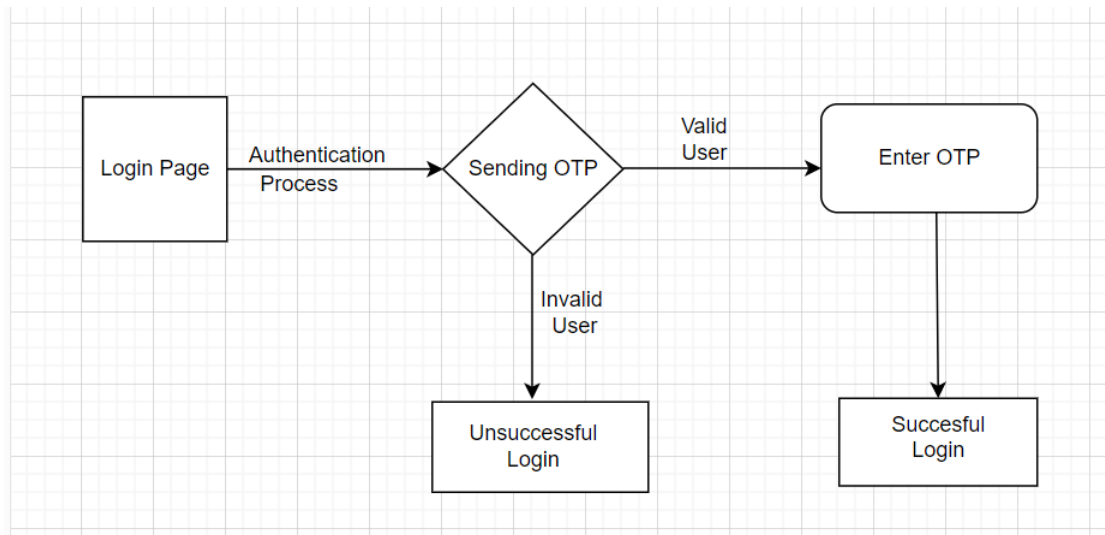 Login Page
Authentication
Process
Sending OTP
Valid
User
Enter OTP
Invalid
User
Unsuccessful
Login
Succesful
Login